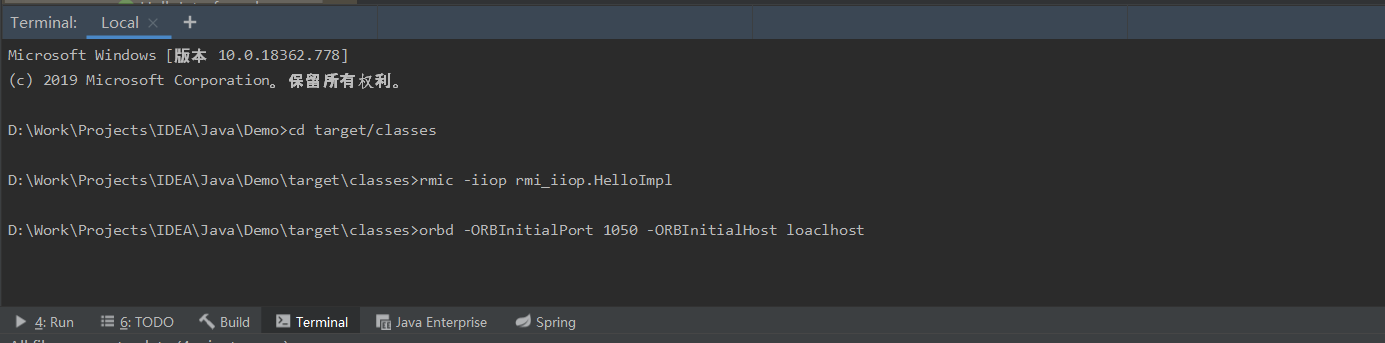 Terminal: Local × +
Microsoft Windows [版本 10.0.18362.778]
(c) 2019 Microsoft Corporation。保留所有权利。
D:\Work\Projects\IDEA\Java\Demo>cd target/classes
D:\Work\Projects\IDEA\Java\Demo\target\classes>rmic -iiop rmi_iiop.HelloImpl
D:\Work\Projects\IDEA\Java\Demo\target\classes>orbd -ORBInitialPort 1050 -ORBInitialHost loaclhost
4: Run 6: TODO Build Terminal Java Enterprise Spring